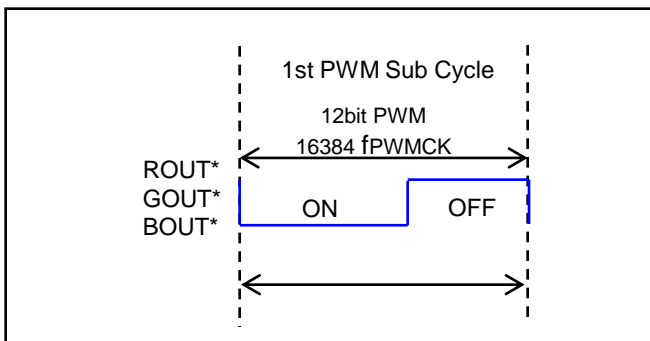 1st PWM Sub Cycle
12bit PWM
16384 fPWMCK
ROUT*
GOUT*
BOUT*
ON
OFF